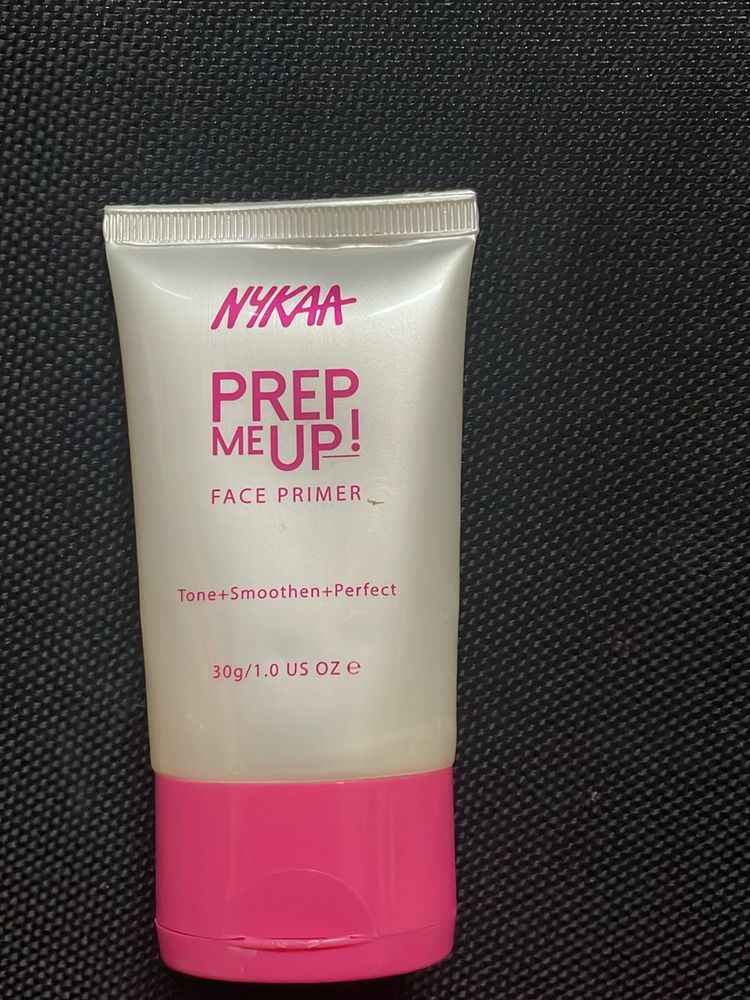 NYKAA
PREP
ME UP!
FACE PRIMER
Tone+Smoothen+Perfect
30g/1.0 US OZ ℮